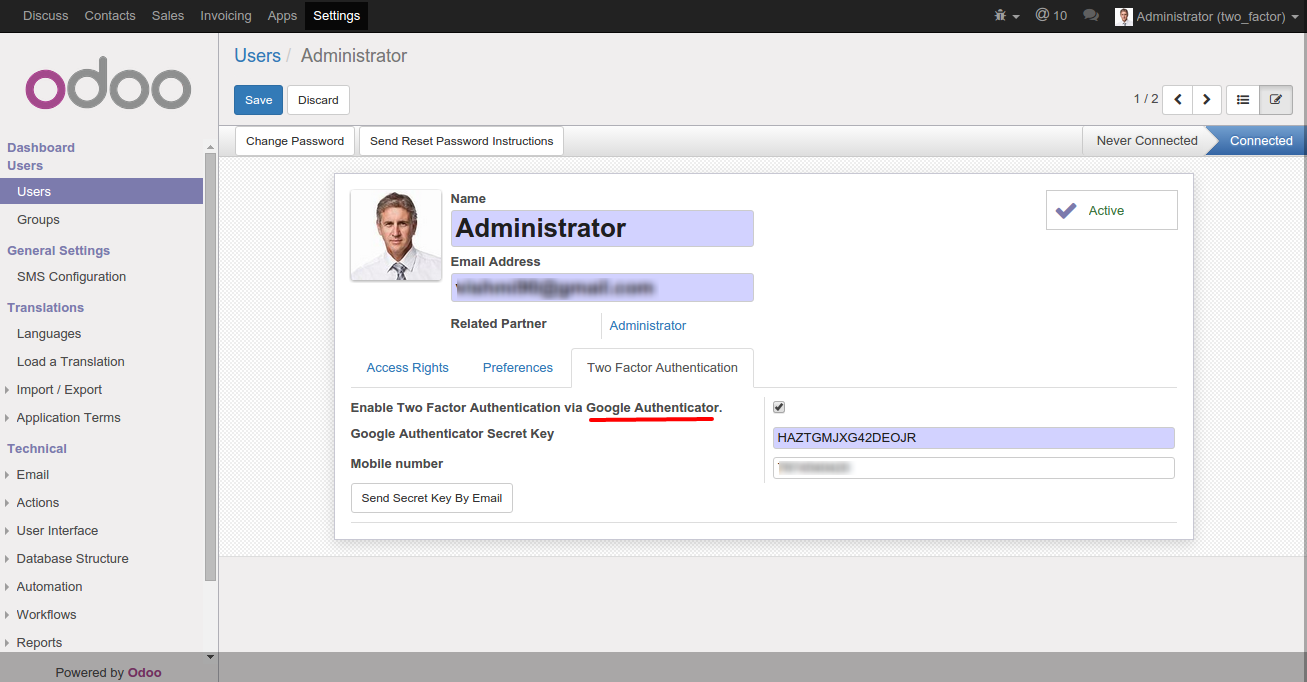 Discuss Contacts Sales Invoicing Apps Settings @ 10 Administrator (two_factor)
odoo
Users / Administrator
Save Discard 1 / 2
Change Password Send Reset Password Instructions Never Connected Connected
Dashboard
Users
Users
Groups
General Settings
SMS Configuration
Translations
Languages
Load a Translation
Import / Export
Application Terms
Technical
Email
Actions
User Interface
Database Structure
Automation
Workflows
Reports
Powered by Odoo
Name
Administrator
Active
Email Address
Related Partner Administrator
Access Rights Preferences Two Factor Authentication
Enable Two Factor Authentication via Google Authenticator.
Google Authenticator Secret Key HAZTGMJXG42DEOJR
Mobile number
Send Secret Key By Email